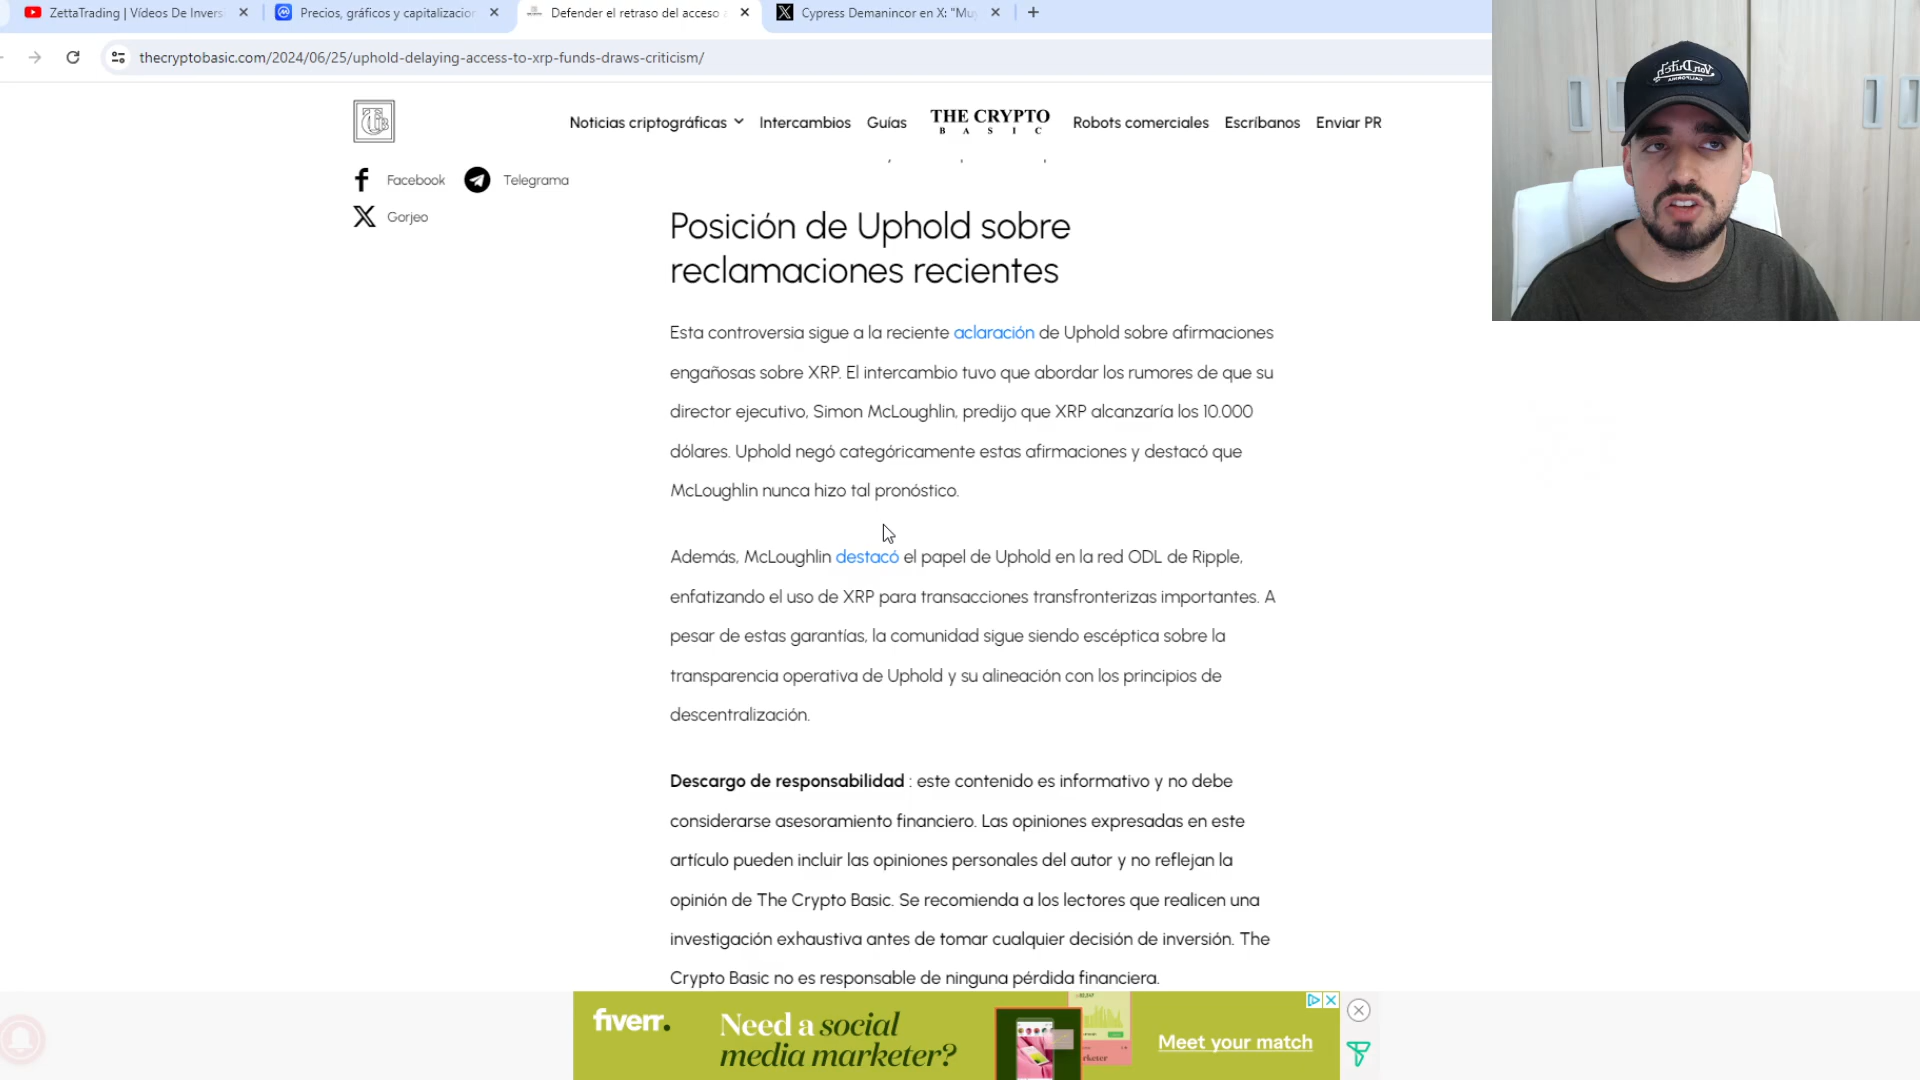 ZettaTrading | Vídeos De Invers
Precios, gráficos y capitalizacion
Defender el retraso del acceso a
Cypress Demanincor en X: "Muy
thecryptobasic.com/2024/06/25/uphold-delaying-access-to-xrp-funds-draws-criticism/
Noticias criptográficas
Intercambios
Guías
THE CRYPTO
BASIC
Robots comerciales
Escríbanos
Enviar PR
Facebook
Telegrama
Gorjeo
Posición de Uphold sobre
reclamaciones recientes
Esta controversia sigue a la reciente aclaración de Uphold sobre afirmaciones
engañosas sobre XRP. El intercambio tuvo que abordar los rumores de que su
director ejecutivo, Simon McLoughlin, predijo que XRP alcanzaría los 10.000
dólares. Uphold negó categóricamente estas afirmaciones y destacó que
McLoughlin nunca hizo tal pronóstico.
Además, McLoughlin destacó el papel de Uphold en la red ODL de Ripple,
enfatizando el uso de XRP para transacciones transfronterizas importantes. A
pesar de estas garantías, la comunidad sigue siendo escéptica sobre la
transparencia operativa de Uphold y su alineación con los principios de
descentralización.
Descargo de responsabilidad : este contenido es informativo y no debe
considerarse asesoramiento financiero. Las opiniones expresadas en este
artículo pueden incluir las opiniones personales del autor y no reflejan la
opinión de The Crypto Basic. Se recomienda a los lectores que realicen una
investigación exhaustiva antes de tomar cualquier decisión de inversión. The
Crypto Basic no es responsable de ninguna pérdida financiera.
fiverr.
Need a social
media marketer?
Meet your match
Von Dutch